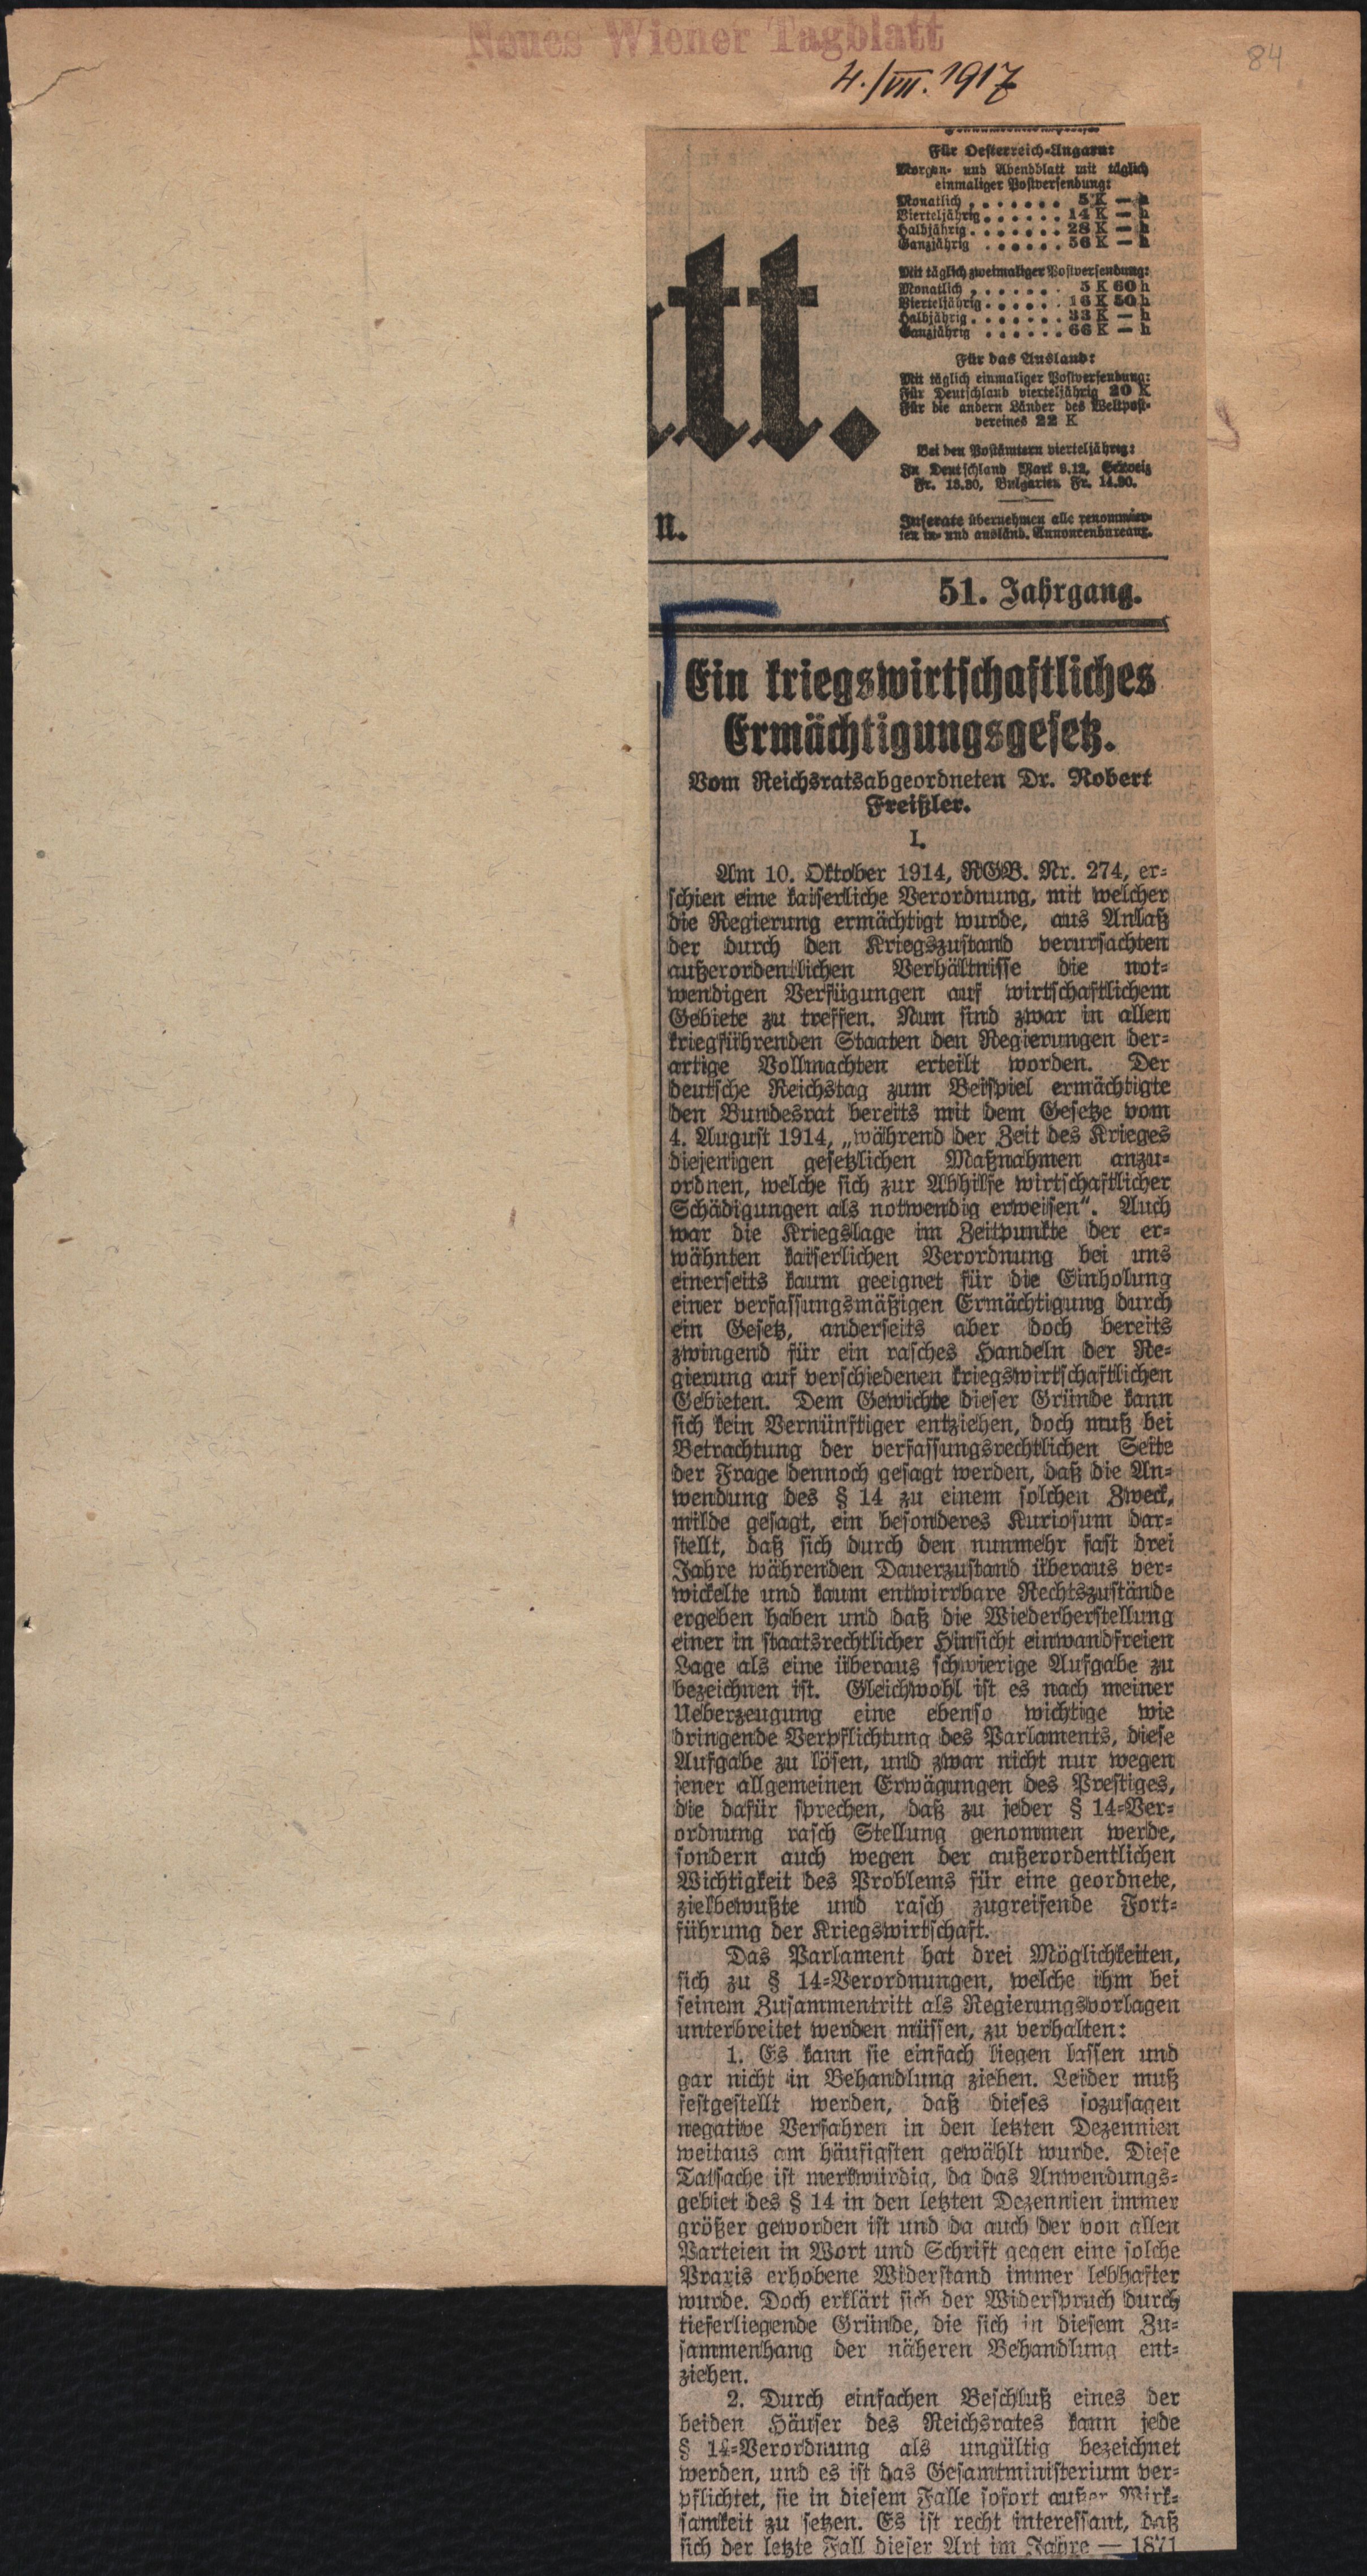 Neues Wiener Tagblatt
4./VII. 1917
84
Für Oesterreich-Ungarn:
Morgen- und Abendblatt mit täglich
einmaliger Postversendung:
Monatlich . . . . . . . 5 K — h
Vierteljährig . . . . . . 14 K — h
Halbjährig . . . . . . . 28 K — h
Ganzjährig . . . . . . 56 K — h
Mit täglich zweimaliger Postversendung:
Monatlich . . . . . . . 5 K 60 h
Vierteljährig . . . . . . 16 K 50 h
Halbjährig . . . . . . . 33 K — h
Ganzjährig . . . . . . 66 K — h
Für das Ausland:
Mit täglich einmaliger Postversendung:
Für Deutschland vierteljährig 20 K
Für die andern Länder des Weltpost-
vereines 22 K
Bei den Postämtern vierteljährig:
In Deutschland Mark 9.12, Schweiz
Fr. 13.80, Bulgarien Fr. 14.80.
Inserate übernehmen alle renommier-
ten in- und ausländ. Annoncenbureaux.
tt.
n.
51. Jahrgang.
Ein kriegswirtschaftliches
Ermächtigungsgesetz.
Vom Reichsratsabgeordneten Dr. Robert
Freißler.
I.
Am 10. Oktober 1914, RGB. Nr. 274, er-
schien eine kaiserliche Verordnung, mit welcher
die Regierung ermächtigt wurde, aus Anlaß
der durch den Kriegszustand verursachten
außerordentlichen Verhältnisse die not-
wendigen Verfügungen auf wirtschaftlichem
Gebiete zu treffen. Nun sind zwar in allen
kriegführenden Staaten den Regierungen der-
artige Vollmachten erteilt worden. Der
deutsche Reichstag zum Beispiel ermächtigte
den Bundesrat bereits mit dem Gesetze vom
4. August 1914, „während der Zeit des Krieges
diejenigen gesetzlichen Maßnahmen anzu-
ordnen, welche sich zur Abhilfe wirtschaftlicher
Schädigungen als notwendig erweisen“. Auch
war die Kriegslage im Zeitpunkte der er-
wähnten kaiserlichen Verordnung bei uns
einerseits kaum geeignet für die Einholung
einer verfassungsmäßigen Ermächtigung durch
ein Gesetz, anderseits aber doch bereits
zwingend für ein rasches Handeln der Re-
gierung auf verschiedenen kriegswirtschaftlichen
Gebieten. Dem Gewichte dieser Gründe kann
sich kein Vernünftiger entziehen, doch muß bei
Betrachtung der verfassungsrechtlichen Seite
der Frage dennoch gesagt werden, daß die An-
wendung des § 14 zu einem solchen Zweck,
milde gesagt, ein besonderes Kuriosum dar-
stellt, daß sich durch den nunmehr fast drei
Jahre währenden Dauerzustand überaus ver-
wickelte und kaum entwirrbare Rechtszustände
ergeben haben und daß die Wiederherstellung
einer in staatsrechtlicher Hinsicht einwandfreien
Lage als eine überaus schwierige Aufgabe zu
bezeichnen ist. Gleichwohl ist es nach meiner
Ueberzeugung eine ebenso wichtige wie
dringende Verpflichtung des Parlaments, diese
Aufgabe zu lösen, und zwar nicht nur wegen
jener allgemeinen Erwägungen des Prestiges,
die dafür sprechen, daß zu jeder § 14-Ver-
ordnung rasch Stellung genommen werde,
sondern auch wegen der außerordentlichen
Wichtigkeit des Problems für eine geordnete,
zielbewußte und rasch zugreifende Fort-
führung der Kriegswirtschaft.
Das Parlament hat drei Möglichkeiten,
sich zu § 14-Verordnungen, welche ihm bei
seinem Zusammentritt als Regierungsvorlagen
unterbreitet werden müssen, zu verhalten:
1. Es kann sie einfach liegen lassen und
gar nicht in Behandlung ziehen. Leider muß
festgestellt werden, daß dieses sozusagen
negative Verfahren in den letzten Dezennien
weitaus am häufigsten gewählt wurde. Diese
Tatsache ist merkwürdig, da das Anwendungs-
gebiet des § 14 in den letzten Dezennien immer
größer geworden ist und da auch der von allen
Parteien in Wort und Schrift gegen eine solche
Praxis erhobene Widerstand immer lebhafter
wurde. Doch erklärt sich der Widerspruch durch
tieferliegende Gründe, die sich in diesem Zu-
sammenhang der näheren Behandlung ent-
ziehen.
2. Durch einfachen Beschluß eines der
beiden Häuser des Reichsrates kann jede
§ 14-Verordnung als ungültig bezeichnet
werden, und es ist das Gesamtministerium ver-
pflichtet, sie in diesem Falle sofort außer Wirk-
samkeit zu setzen. Es ist recht interessant, daß
sich der letzte Fall dieser Art im Jahre — 1871